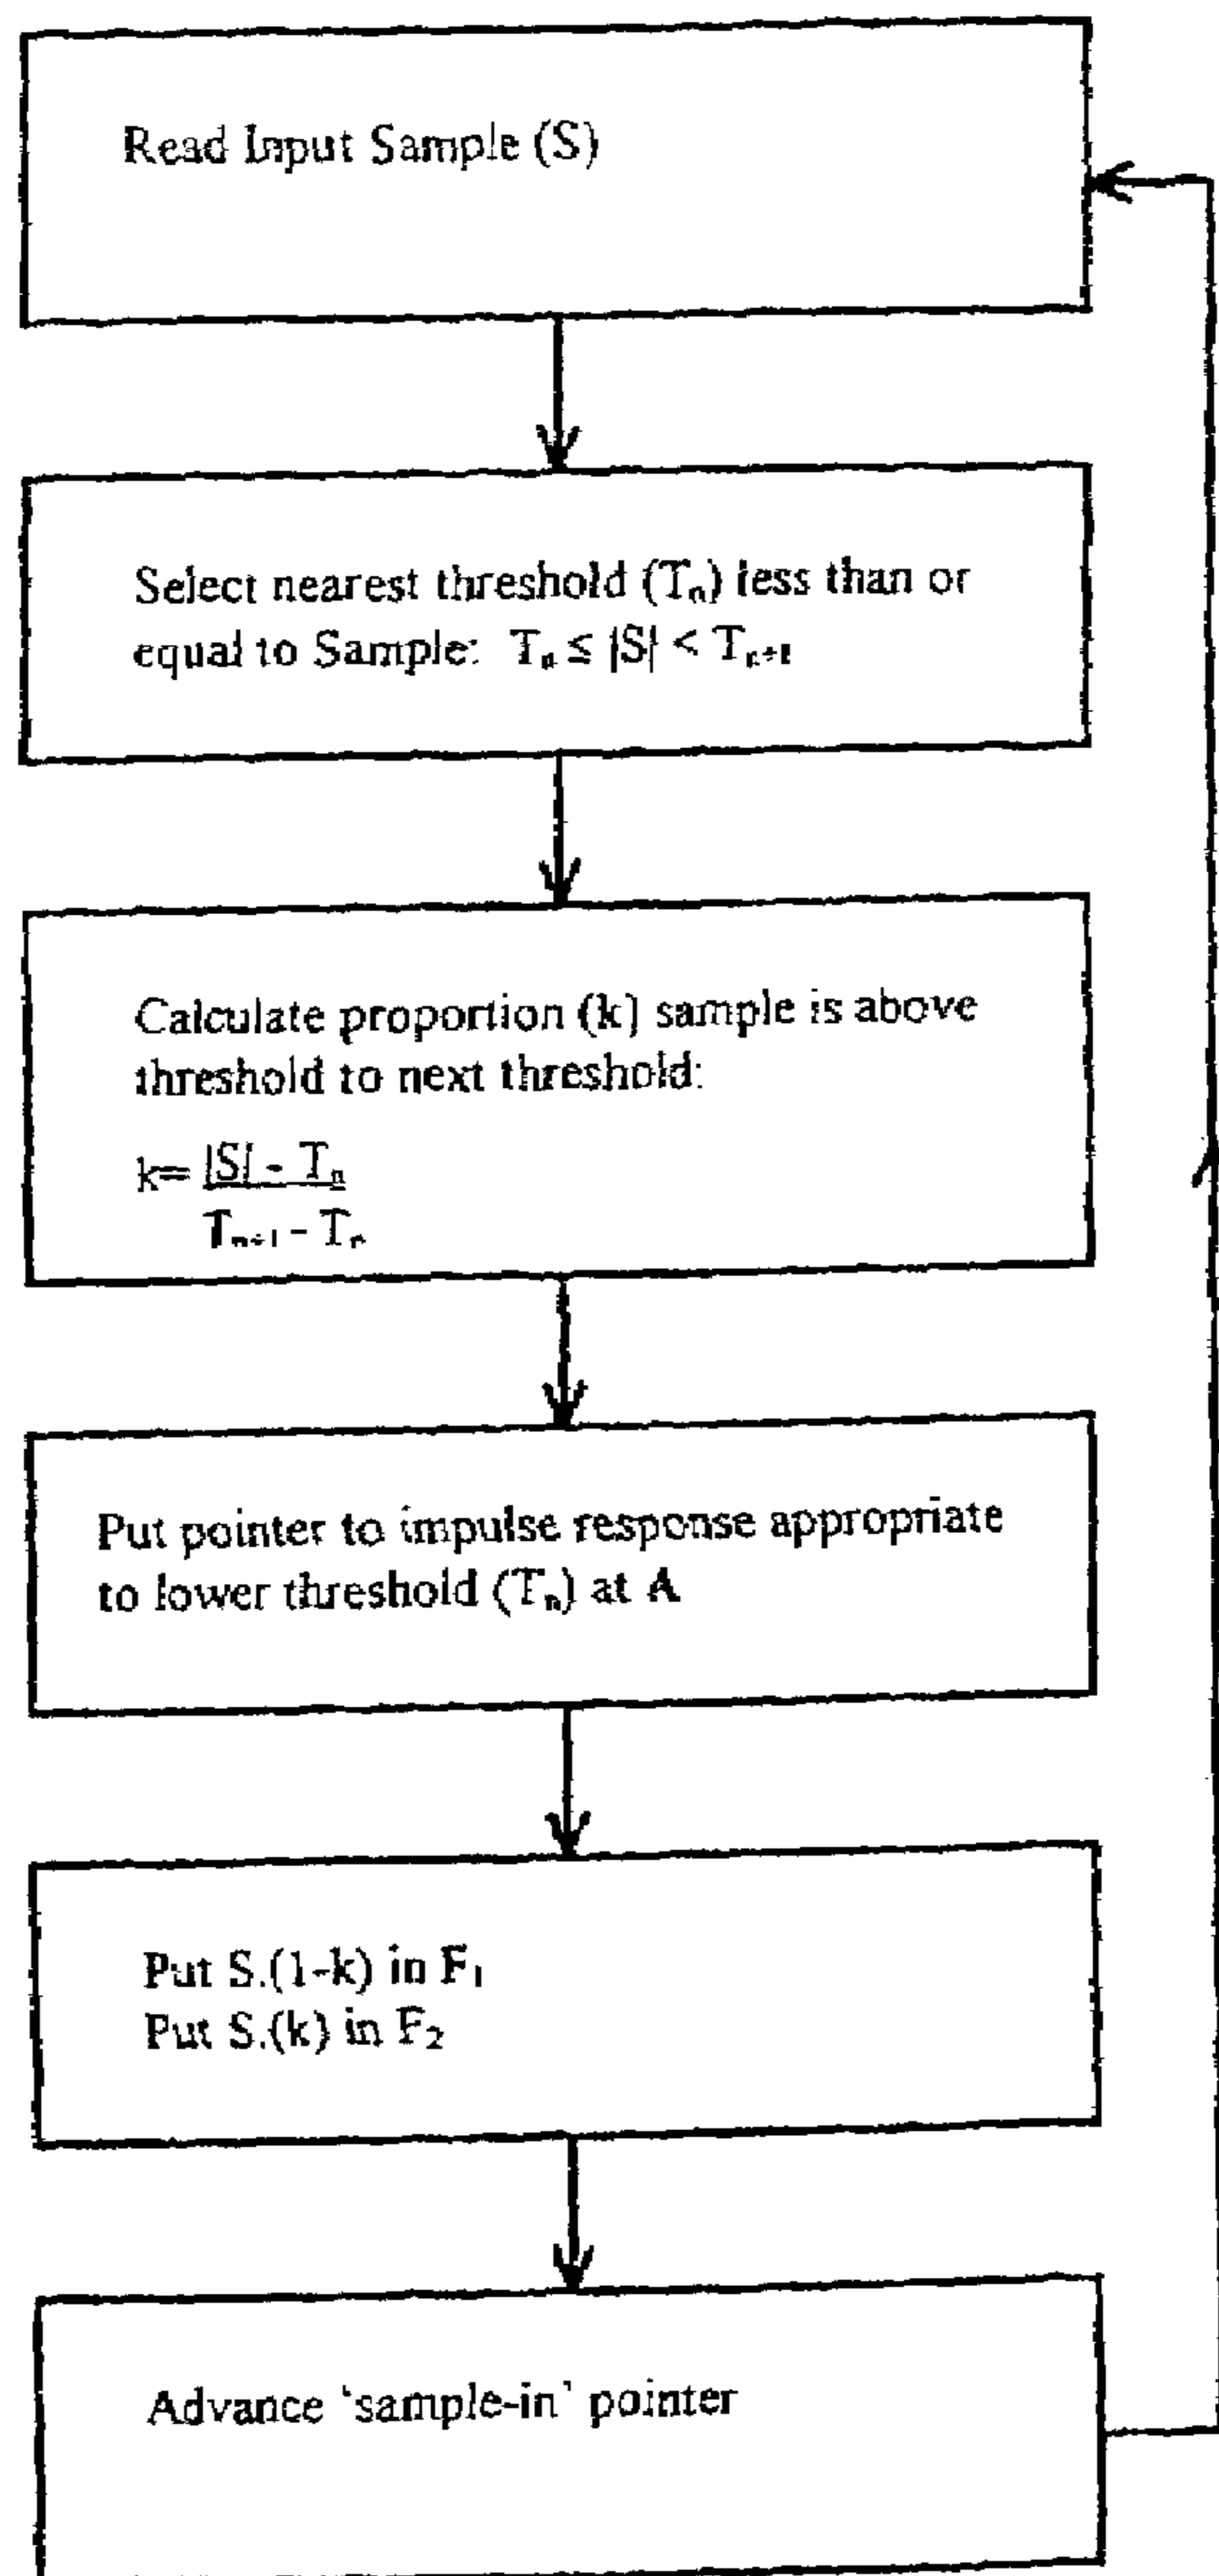 Read Input Sample (S)
Select nearest threshold (Tₙ) less than or
equal to Sample: Tₙ ≤ |S| < Tₙ₊₁
Calculate proportion (k) sample is above
threshold to next threshold:
k= |S| - Tₙ
Tₙ₊₁ - Tₙ
Put pointer to impulse response appropriate
to lower threshold (Tₙ) at A
Put S.(1-k) in F₁
Put S.(k) in F₂
Advance ‘sample-in’ pointer